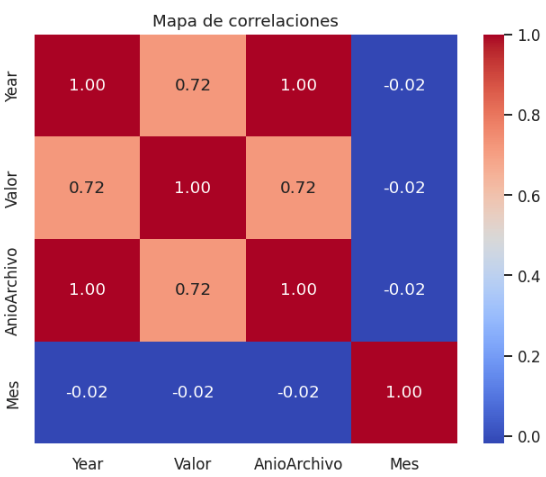 Mapa de correlaciones
Year 1.00 0.72 1.00 -0.02
Valor 0.72 1.00 0.72 -0.02
AnioArchivo 1.00 0.72 1.00 -0.02
Mes -0.02 -0.02 -0.02 1.00
Year Valor AnioArchivo Mes
1.0
0.8
0.6
0.4
0.2
0.0